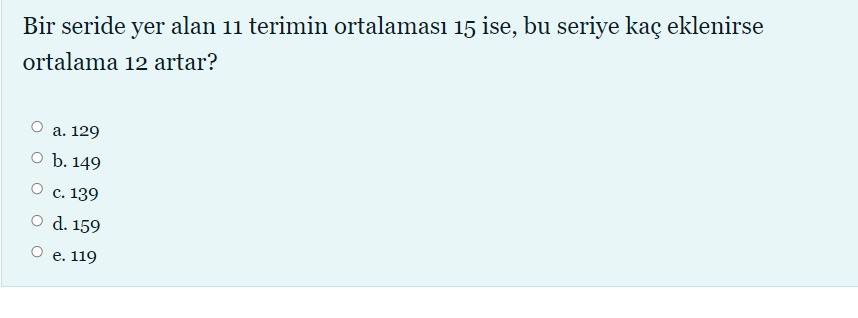 Bir seride yer alan 11 terimin ortalaması 15 ise, bu seriye kaç eklenirse
ortalama 12 artar?
a. 129
b. 149
c. 139
d. 159
e. 119